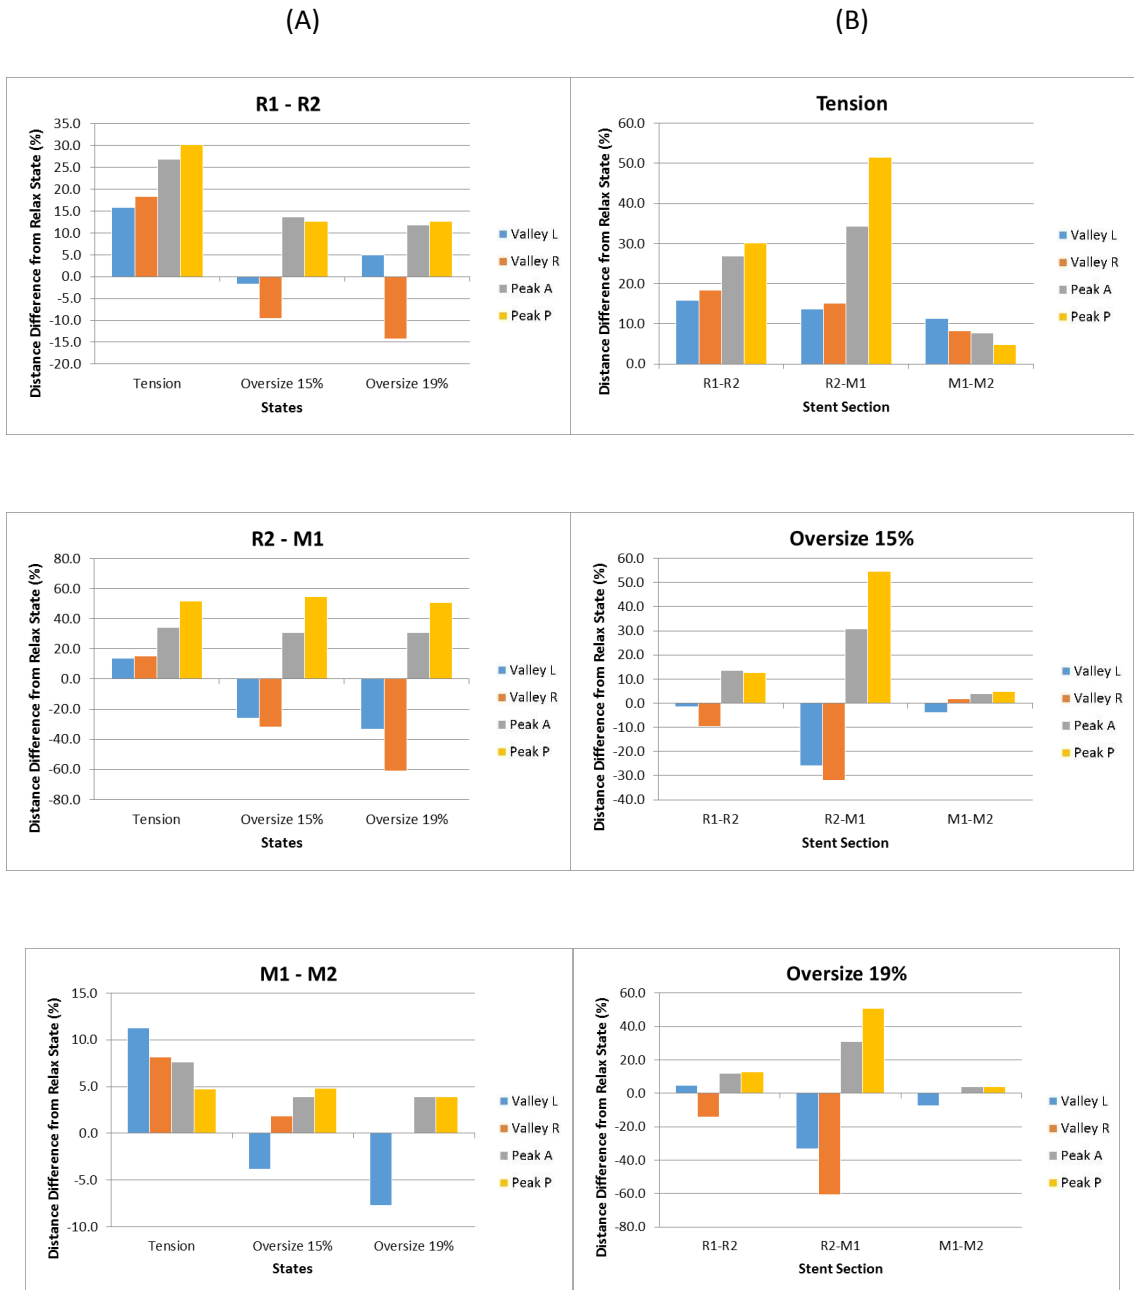 (A)
(B)
R1 - R2
Distance Difference from Relax State (%)
35.0
30.0
25.0
20.0
15.0
10.0
5.0
0.0
-5.0
-10.0
-15.0
-20.0
Tension
Oversize 15%
Oversize 19%
States
Valley L
Valley R
Peak A
Peak P
Tension
Distance Difference from Relax State (%)
60.0
50.0
40.0
30.0
20.0
10.0
0.0
R1-R2
R2-M1
M1-M2
Stent Section
Valley L
Valley R
Peak A
Peak P
R2 - M1
Distance Difference from Relax State (%)
80.0
60.0
40.0
20.0
0.0
-20.0
-40.0
-60.0
-80.0
Tension
Oversize 15%
Oversize 19%
States
Valley L
Valley R
Peak A
Peak P
Oversize 15%
Distance Difference from Relax State (%)
60.0
50.0
40.0
30.0
20.0
10.0
0.0
-10.0
-20.0
-30.0
-40.0
R1-R2
R2-M1
M1-M2
Stent Section
Valley L
Valley R
Peak A
Peak P
M1 - M2
Distance Difference from Relax State (%)
15.0
10.0
5.0
0.0
-5.0
-10.0
Tension
Oversize 15%
Oversize 19%
States
Valley L
Valley R
Peak A
Peak P
Oversize 19%
Distance Difference from Relax State (%)
60.0
40.0
20.0
0.0
-20.0
-40.0
-60.0
-80.0
R1-R2
R2-M1
M1-M2
Stent Section
Valley L
Valley R
Peak A
Peak P